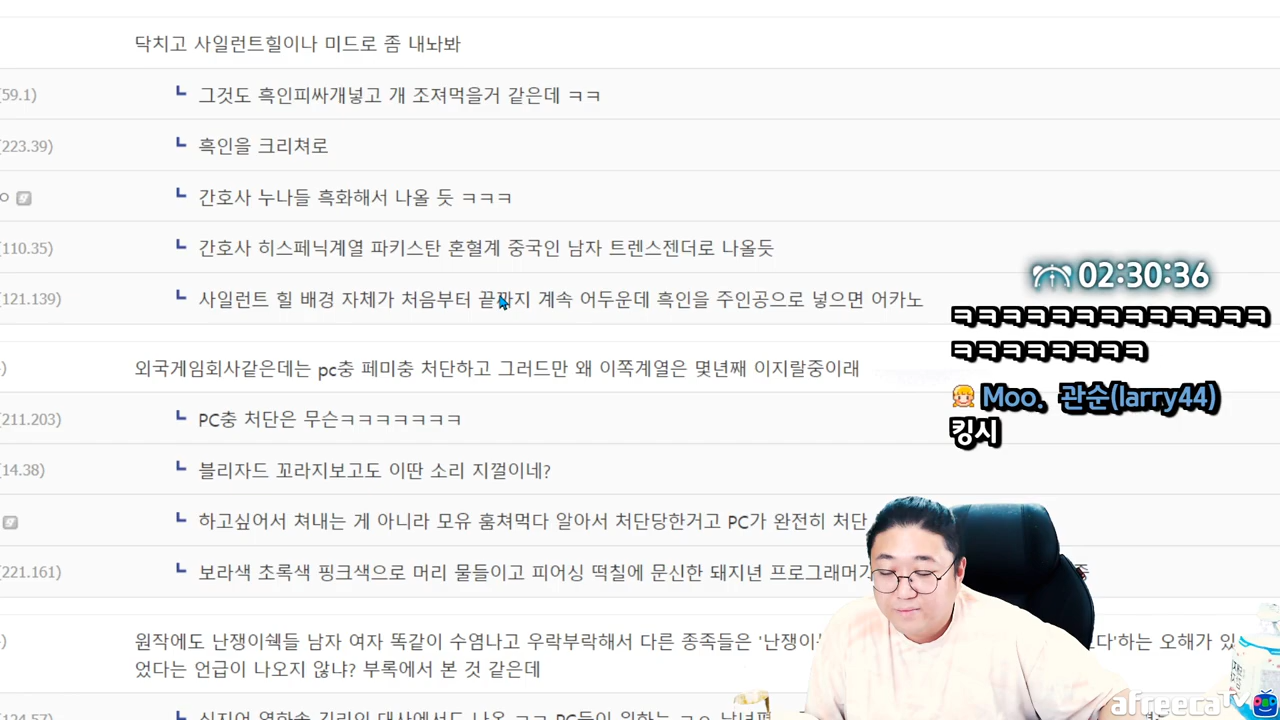 닥치고 사일런트힐이나 미드로 좀 내놔봐
59.1) ┗ 그것도 흑인피싸개넣고 개 조져먹을거 같은데 ㅋㅋ
223.39) ┗ 흑인을 크리쳐로
ㅇ ┗ 간호사 누나들 흑화해서 나올 듯 ㅋㅋㅋ
110.35) ┗ 간호사 히스페닉계열 파키스탄 혼혈계 중국인 남자 트렌스젠더로 나올듯
(121.139) ┗ 사일런트 힐 배경 자체가 처음부터 끝까지 계속 어두운데 흑인을 주인공으로 넣으면 어카노
02:30:36
ㅋㅋㅋㅋㅋㅋㅋㅋㅋㅋㅋㅋ
ㅋㅋㅋㅋㅋㅋㅋㅋ
외국게임회사같은데는 pc충 페미충 처단하고 그러드만 왜 이쪽계열은 몇년째 이지랄중이래
Moo. 관순(larry44)
킹시
(211.203) ┗ PC충 처단은 무슨ㅋㅋㅋㅋㅋㅋㅋ
14.38) ┗ 블리자드 꼬라지보고도 이딴 소리 지껄이네?
┗ 하고싶어서 쳐내는 게 아니라 모유 훔쳐먹다 알아서 처단당한거고 PC가 완전히 처단
(221.161) ┗ 보라색 초록색 핑크색으로 머리 물들이고 피어싱 떡칠에 문신한 돼지년 프로그래머가
원작에도 난쟁이쉑들 남자 여자 똑같이 수염나고 우락부락해서 다른 종족들은 '난쟁이 다'하는 오해가 있
었다는 언급이 나오지 않냐? 부록에서 본 것 같은데
afreecaTV